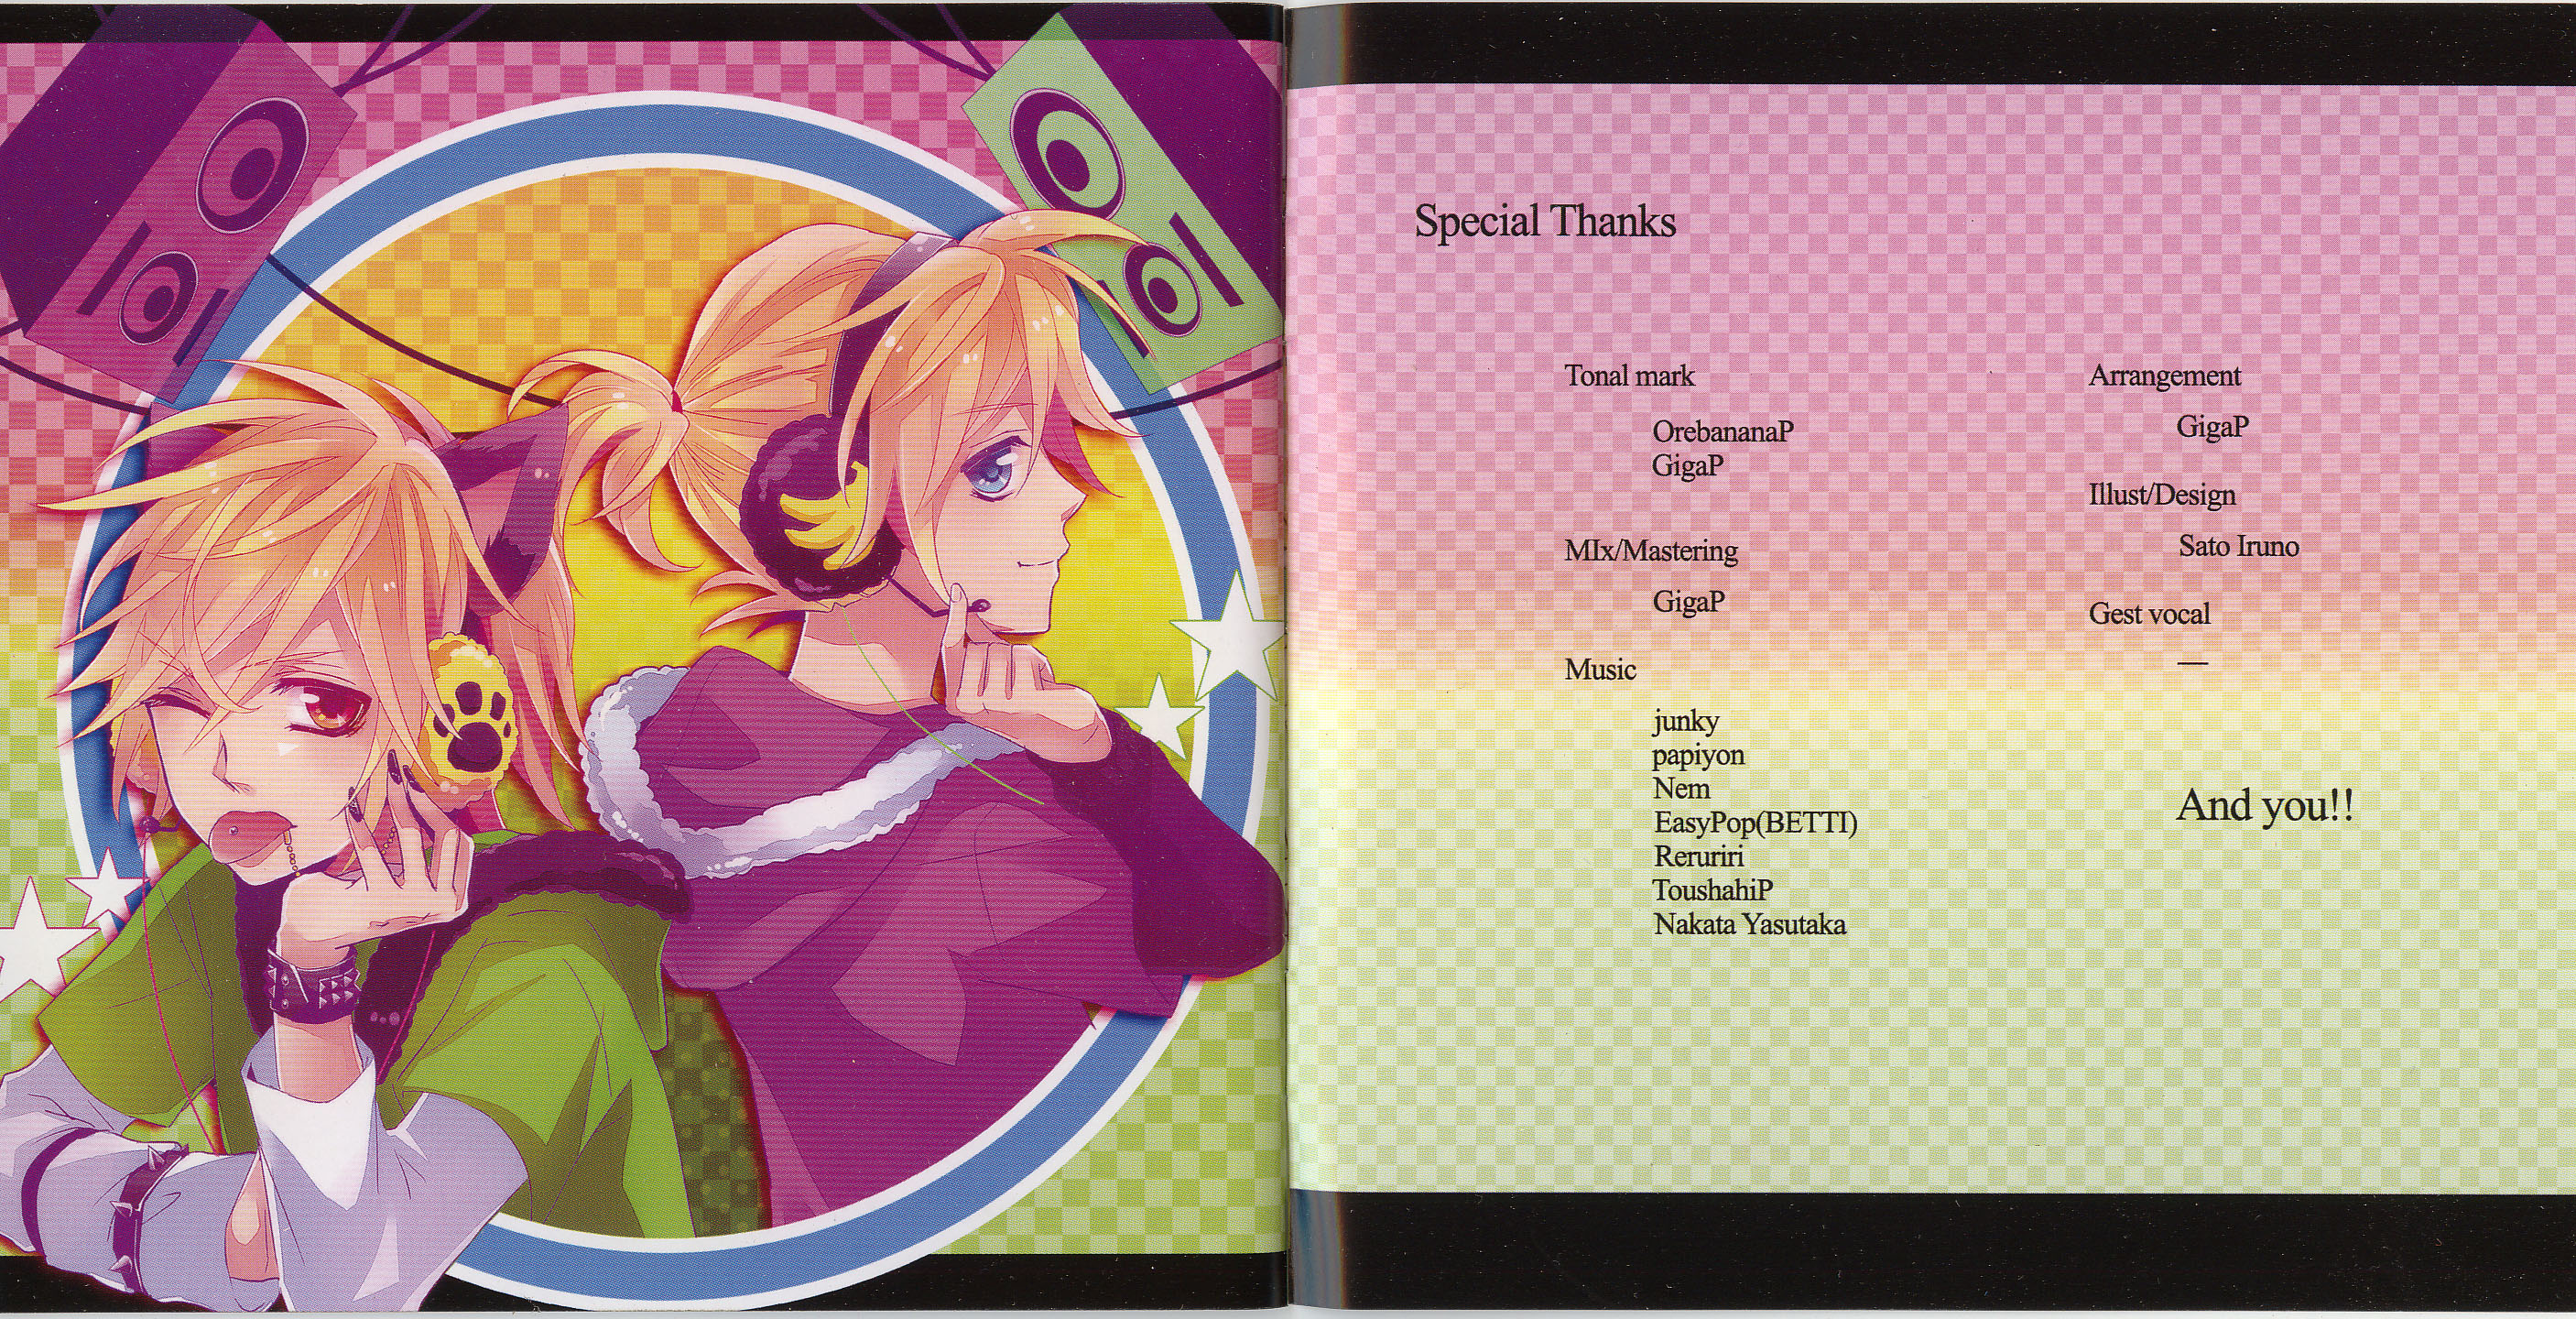 Special Thanks
Tonal mark
OrebananaP
GigaP
MIx/Mastering
GigaP
Music
junky
papiyon
Nem
EasyPop(BETTI)
Reruriri
ToushahiP
Nakata Yasutaka
Arrangement
GigaP
Illust/Design
Sato Iruno
Gest vocal
—
And you!!